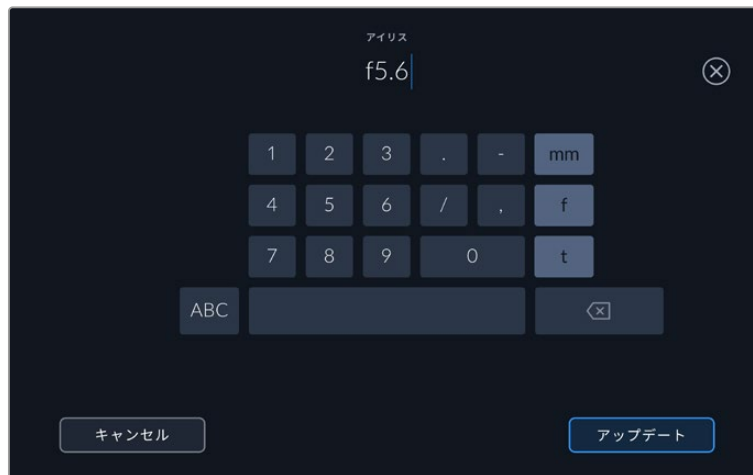 アイリス
f5.6
1 2 3 . - mm
4 5 6 / , f
7 8 9 0 t
ABC
キャンセル アップデート